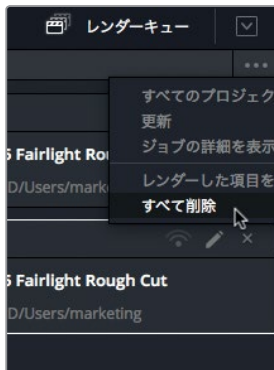 レンダーキュー
すべてのプロジェク
更新
ジョブの詳細を表示
レンダーした項目を
すべて削除
5 Fairlight Rou
D/Users/marke
5 Fairlight Rough Cut
D/Users/marketing